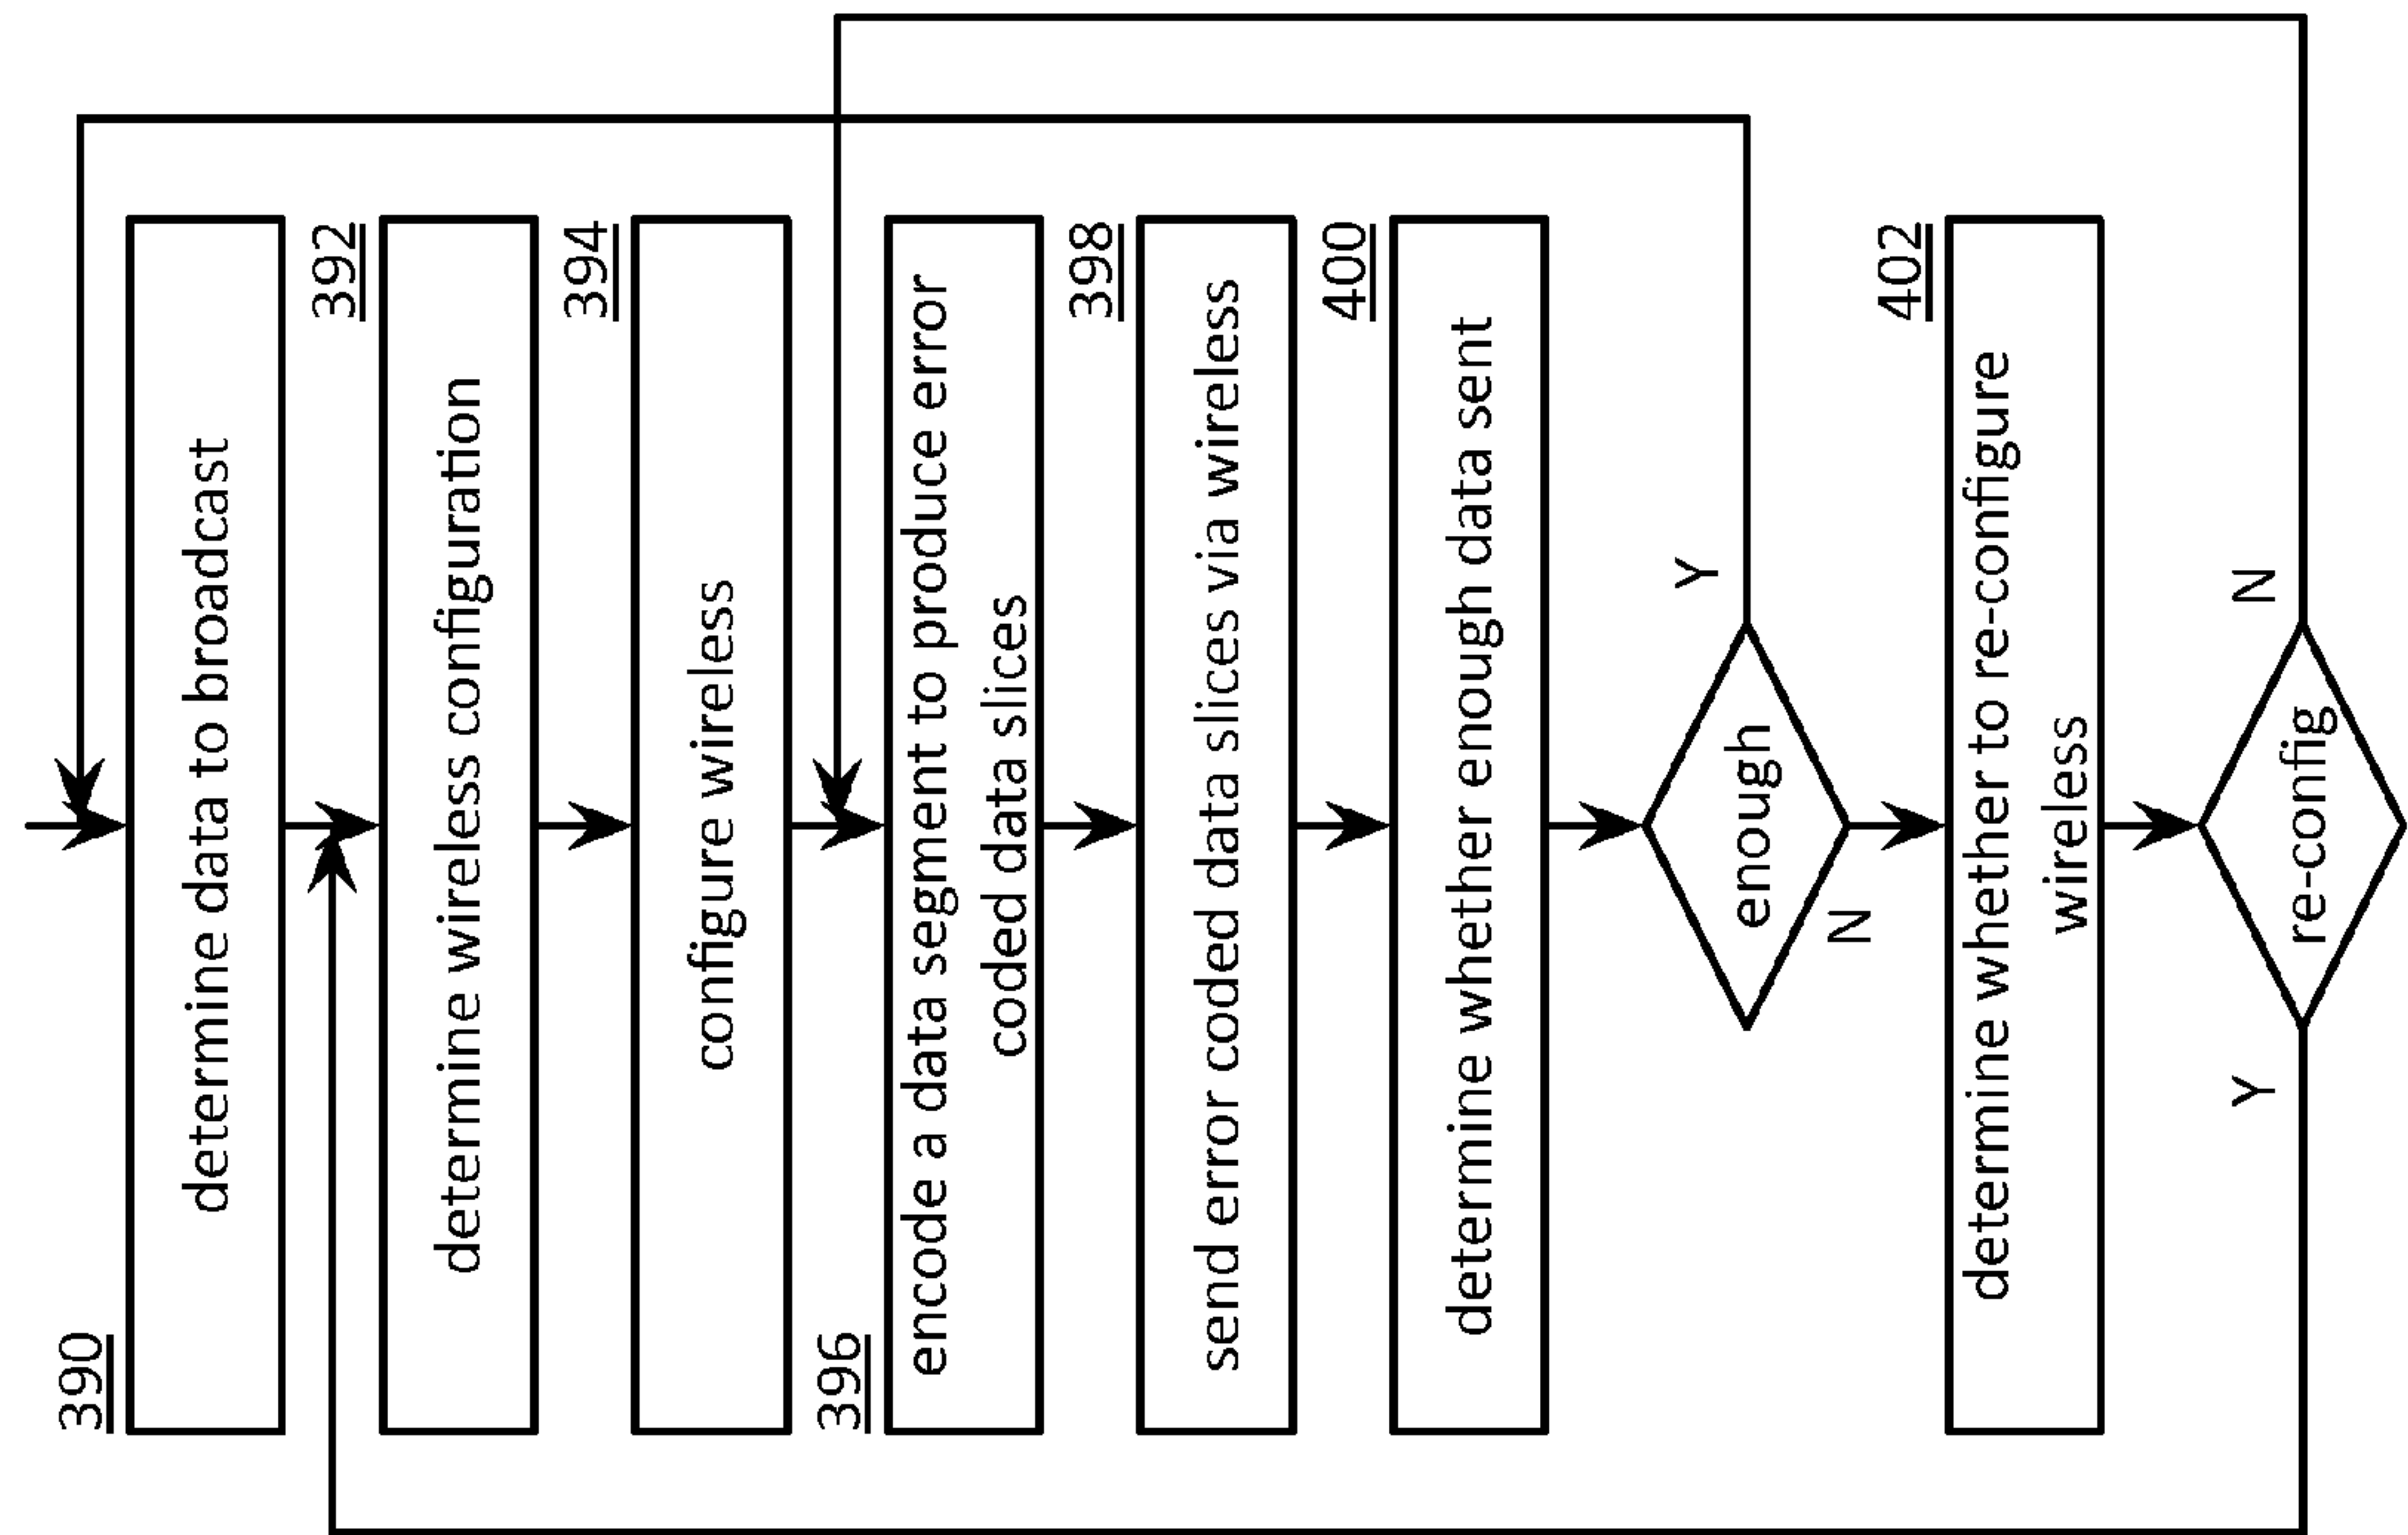 390
determine data to broadcast
392
determine wireless configuration
394
configure wireless
396
encode a data segment to produce error
coded data slices
398
send error coded data slices via wireless
400
determine whether enough data sent
enough
Y
N
402
determine whether to re-configure
wireless
Y
re-config
N